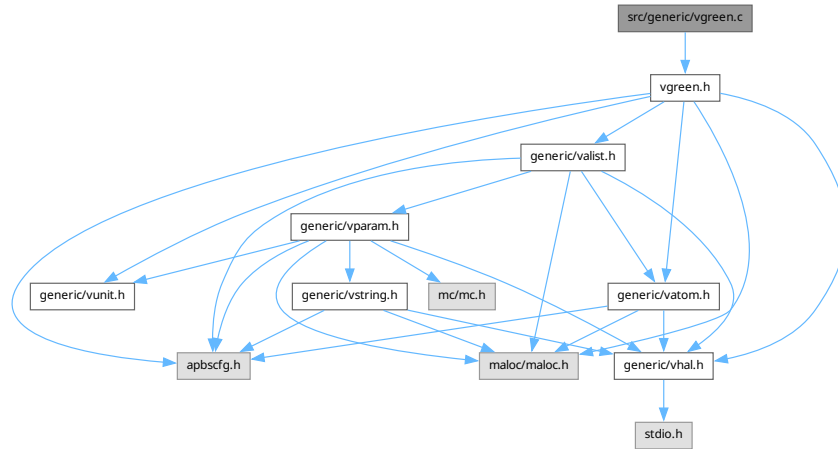 src/generic/vgreen.c
vgreen.h
generic/valist.h
generic/vparam.h
generic/vunit.h
generic/vstring.h
mc/mc.h
generic/vatom.h
apbscfg.h
maloc/maloc.h
generic/vhal.h
stdio.h